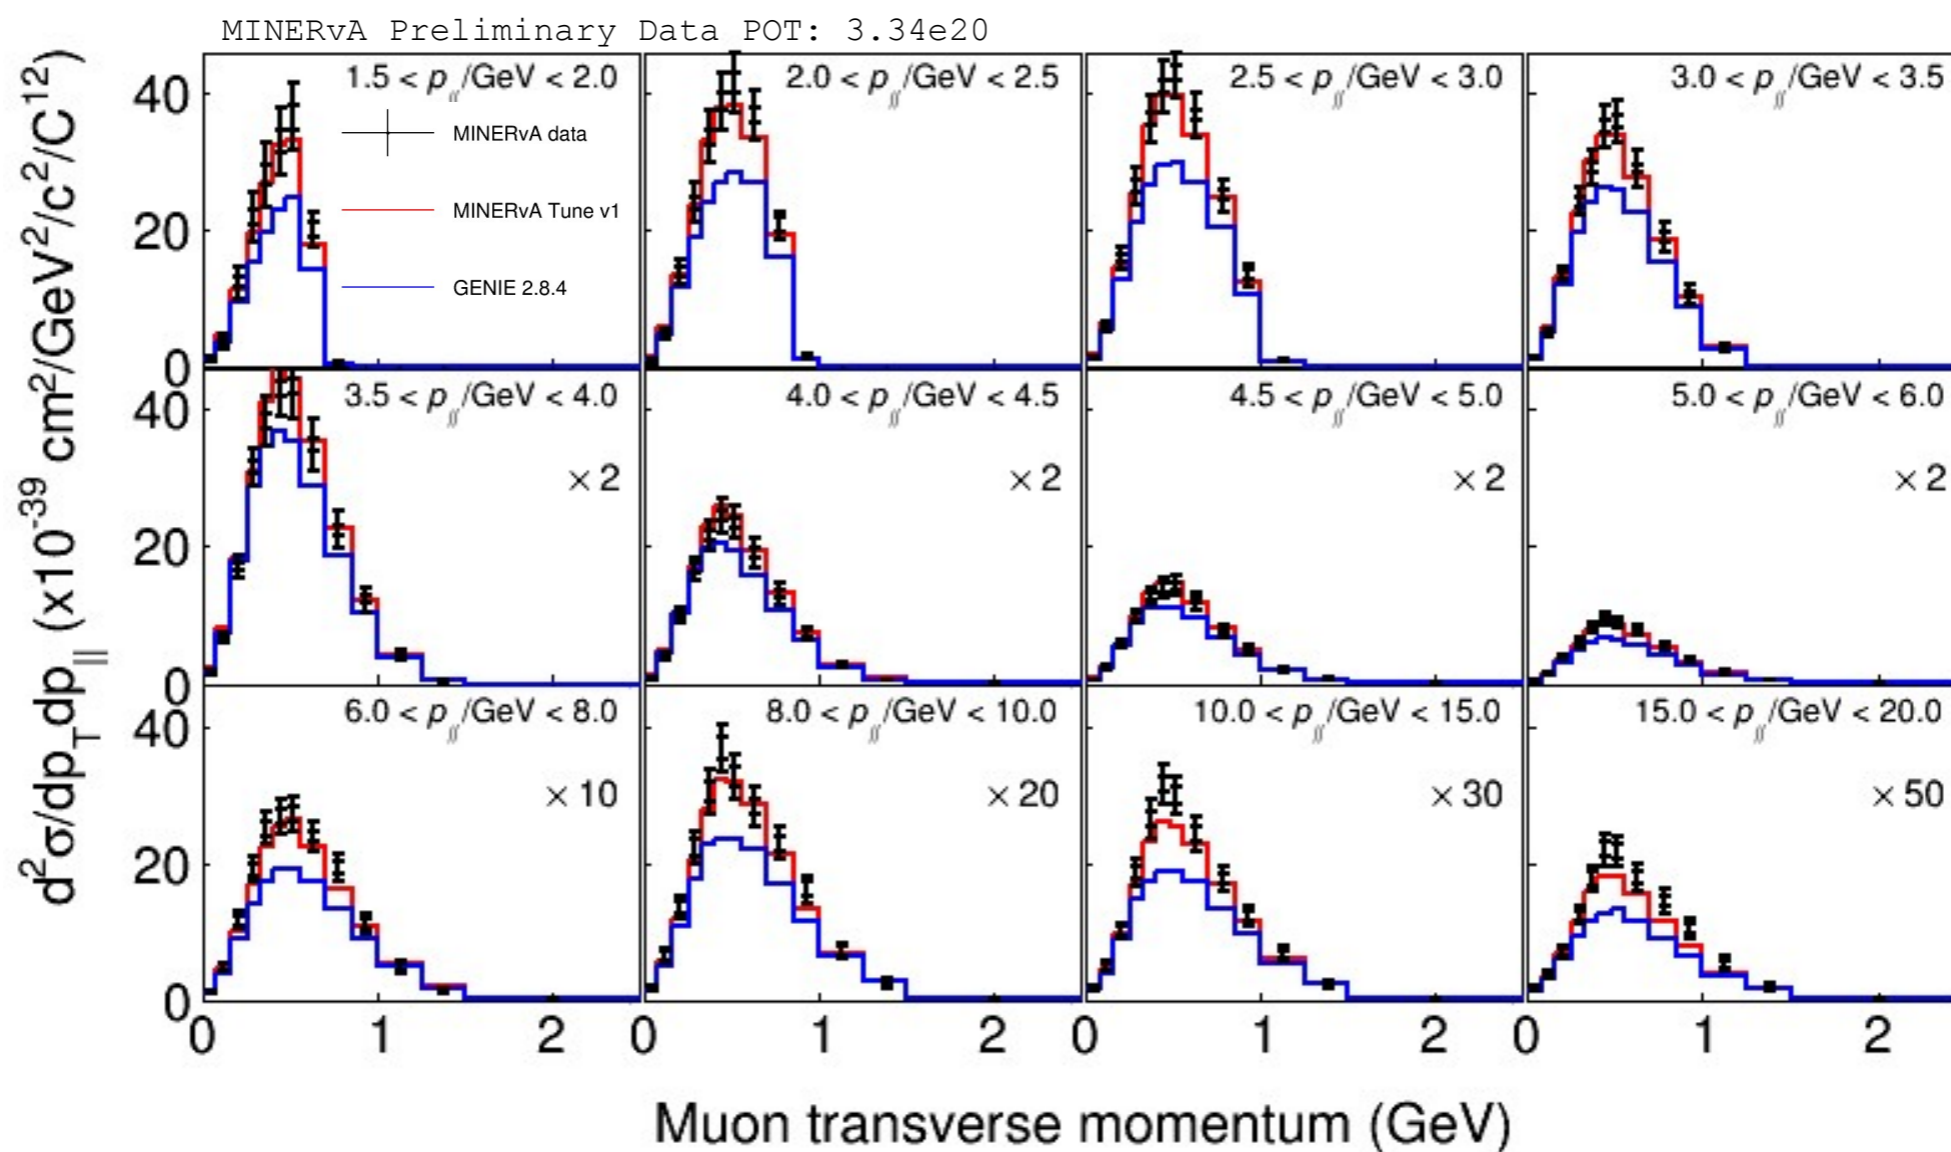 MINERvA Preliminary Data POT: 3.34e20
d²σ/dp_T dp_|| (x10⁻³⁹ cm²/GeV²/c²/C¹²)
1.5 < p_//GeV < 2.0
2.0 < p_///GeV < 2.5
2.5 < p_///GeV < 3.0
3.0 < p_///GeV < 3.5
MINERvA data
MINERvA Tune v1
GENIE 2.8.4
40
20
0
3.5 < p_///GeV < 4.0
4.0 < p_///GeV < 4.5
4.5 < p_///GeV < 5.0
5.0 < p_///GeV < 6.0
× 2
× 2
× 2
× 2
40
20
0
6.0 < p_///GeV < 8.0
8.0 < p_///GeV < 10.0
10.0 < p_///GeV < 15.0
15.0 < p_///GeV < 20.0
× 10
× 20
× 30
× 50
40
20
0
0 1 2 0 1 2 0 1 2 0 1 2
Muon transverse momentum (GeV)